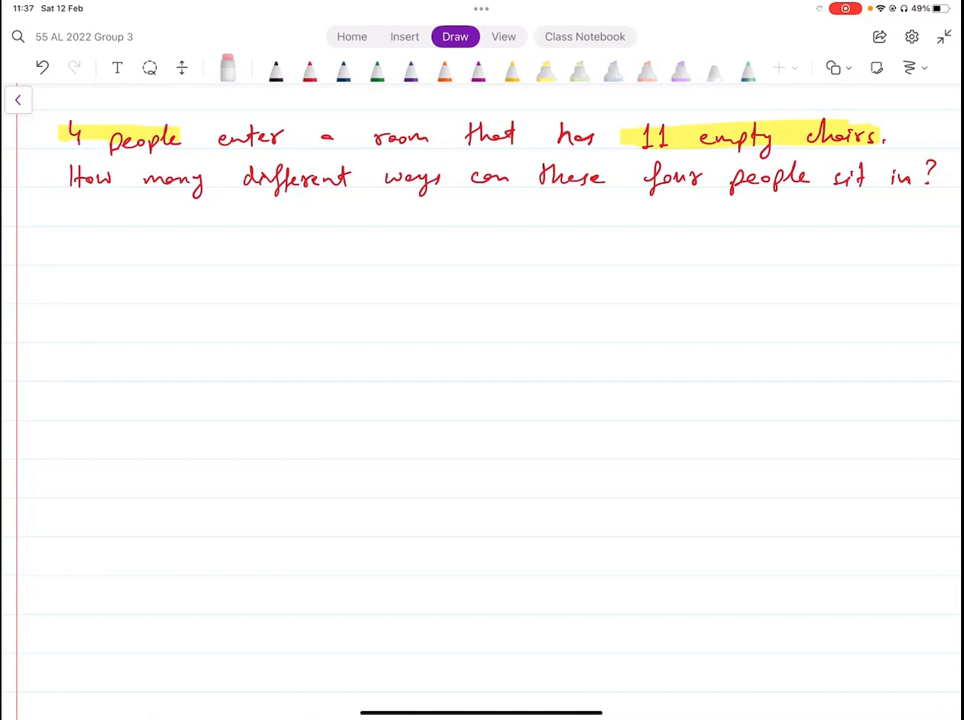 11:37 Sat 12 Feb
49%
55 AL 2022 Group 3
Home Insert Draw View Class Notebook
4 people enter a room that has 11 empty chairs.
How many different ways can these four people sit in?